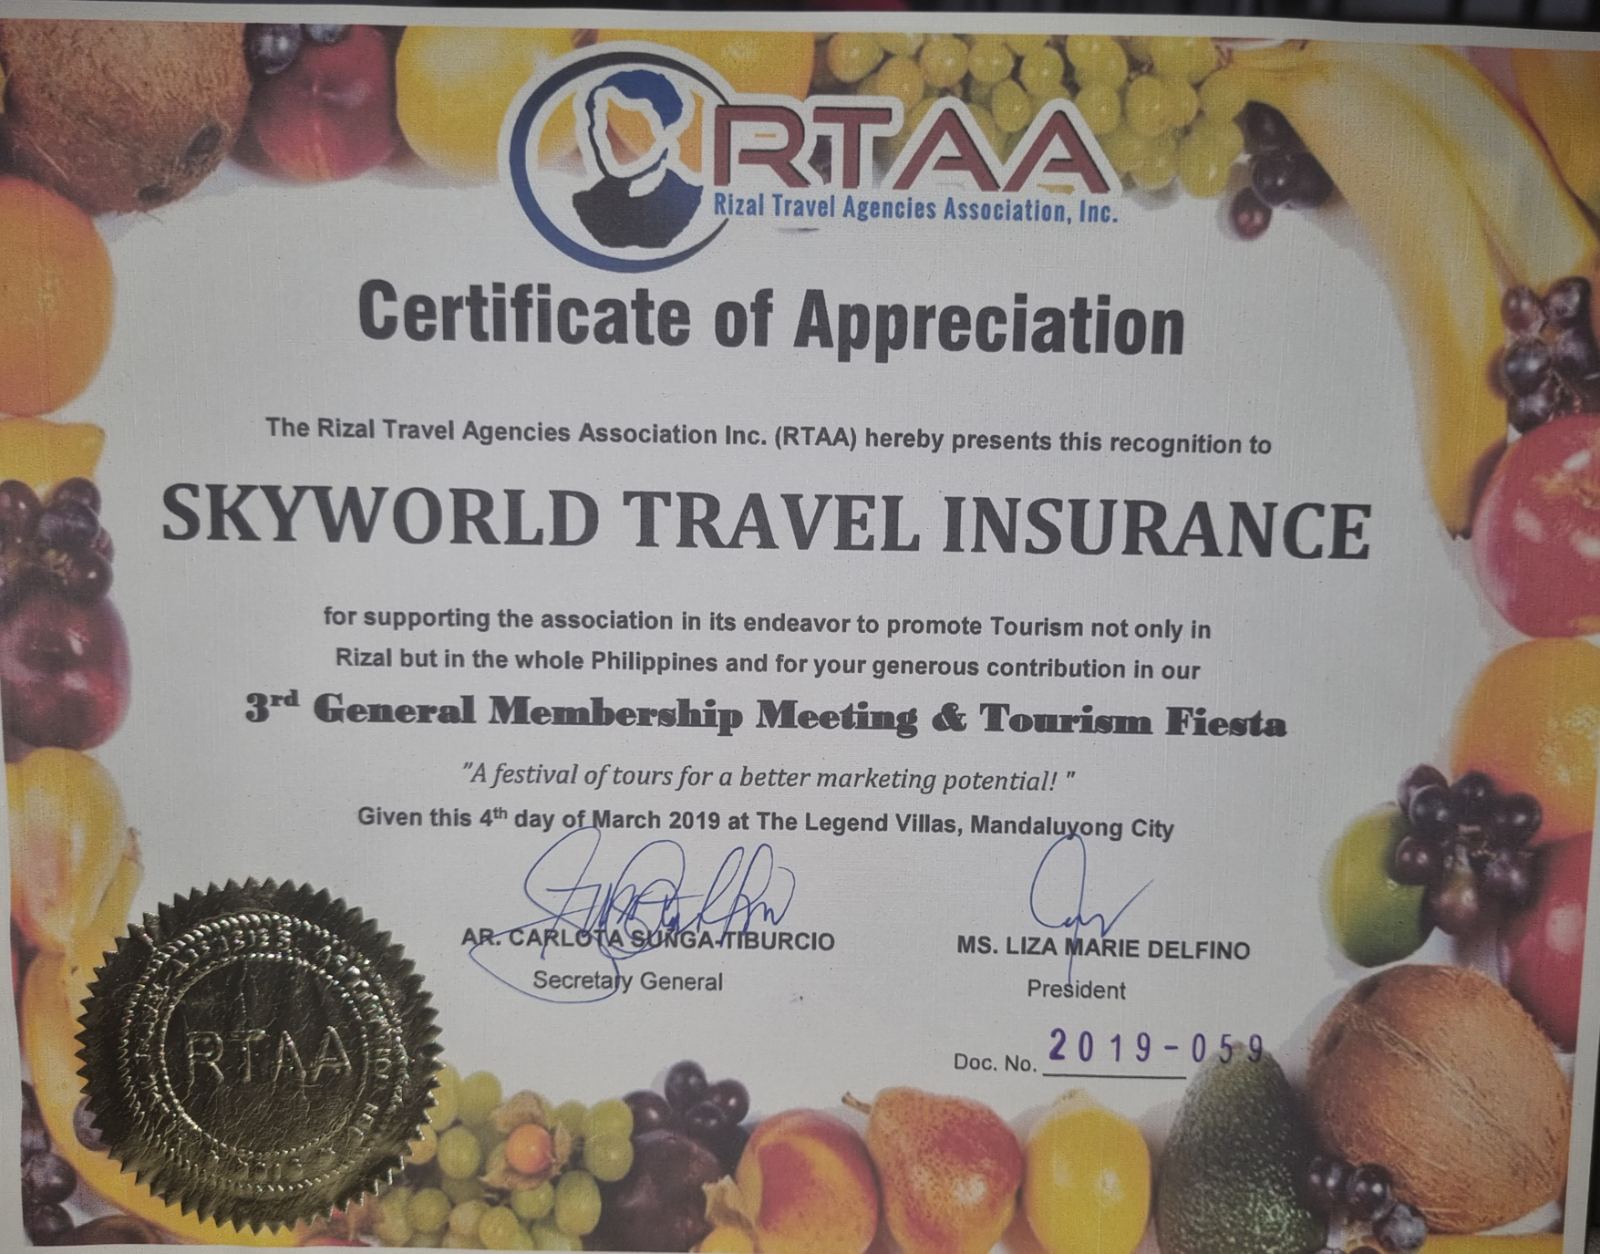 RTAA
Rizal Travel Agencies Association, Inc.
Certificate of Appreciation
The Rizal Travel Agencies Association Inc. (RTAA) hereby presents this recognition to
SKYWORLD TRAVEL INSURANCE
for supporting the association in its endeavor to promote Tourism not only in
Rizal but in the whole Philippines and for your generous contribution in our
3rd General Membership Meeting & Tourism Fiesta
"A festival of tours for a better marketing potential! "
Given this 4th day of March 2019 at The Legend Villas, Mandaluyong City
AR. CARLOTA SUNGA-TIBURCIO
Secretary General
MS. LIZA MARIE DELFINO
President
Doc. No. 2019-059
RTAA